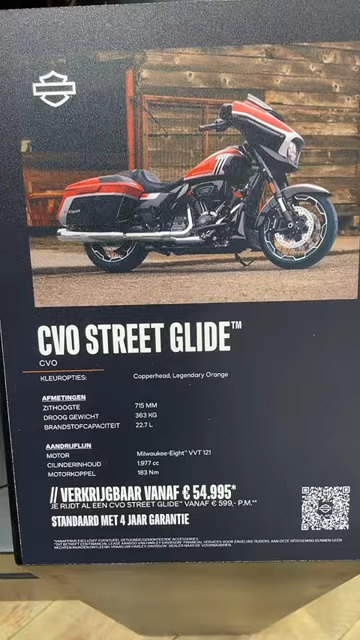 CVO STREET GLIDE™
CVO
KLEUROPTIES: Copperhead, Legendary Orange
AFMETINGEN
ZITHOOGTE 715 MM
DROOG GEWICHT 363 KG
BRANDSTOFCAPACITEIT 22,7 L
AANDRIJFLIJN
MOTOR Milwaukee-Eight™ VVT 121
CILINDERINHOUD 1.977 cc
MOTORKOPPEL 183 Nm
// VERKRIJGBAAR VANAF € 54.995*
JE RIJDT AL EEN CVO STREET GLIDE™ VANAF € 599,- P.M.**
STANDAARD MET 4 JAAR GARANTIE